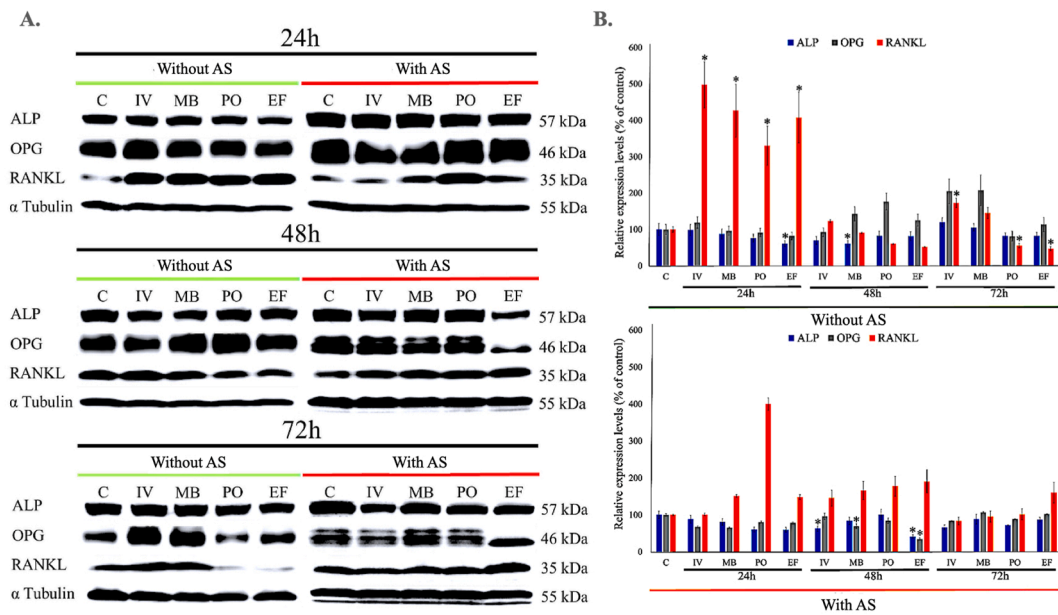 A.
24h
Without AS With AS
C IV MB PO EF C IV MB PO EF
ALP 57 kDa
OPG 46 kDa
RANKL 35 kDa
α Tubulin 55 kDa
48h
Without AS With AS
C IV MB PO EF C IV MB PO EF
ALP 57 kDa
OPG 46 kDa
RANKL 35 kDa
α Tubulin 55 kDa
72h
Without AS With AS
C IV MB PO EF C IV MB PO EF
ALP 57 kDa
OPG 46 kDa
RANKL 35 kDa
α Tubulin 55 kDa
B.
Relative expression levels (% of control)
600
500
400
300
200
100
0
ALP OPG RANKL
* * * * * * * * *
C IV MB PO EF IV MB PO EF IV MB PO EF
24h 48h 72h
Without AS
Relative expression levels (% of control)
600
500
400
300
200
100
0
ALP OPG RANKL
* * * *
C IV MB PO EF IV MB PO EF IV MB PO EF
24h 48h 72h
With AS